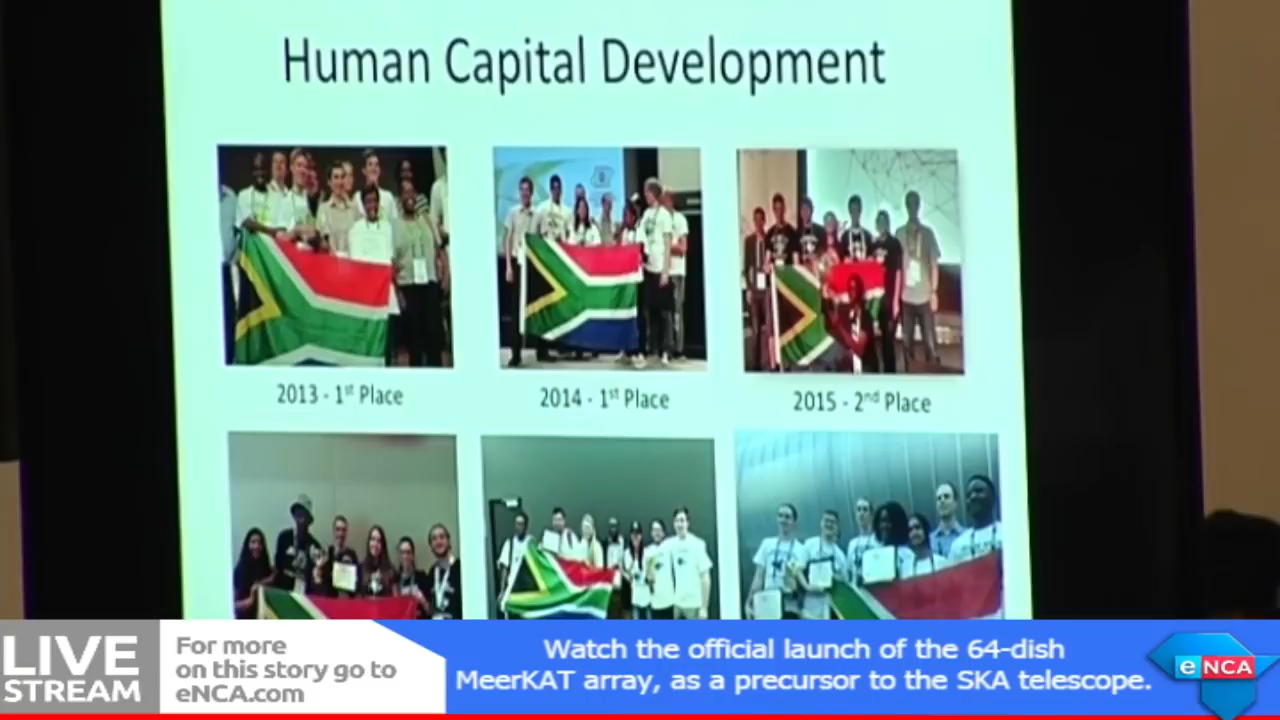 Human Capital Development
2013 - 1st Place
2014 - 1st Place
2015 - 2nd Place
LIVE
STREAM
For more
on this story go to
eNCA.com
Watch the official launch of the 64-dish
MeerKAT array, as a precursor to the SKA telescope.
eNCA